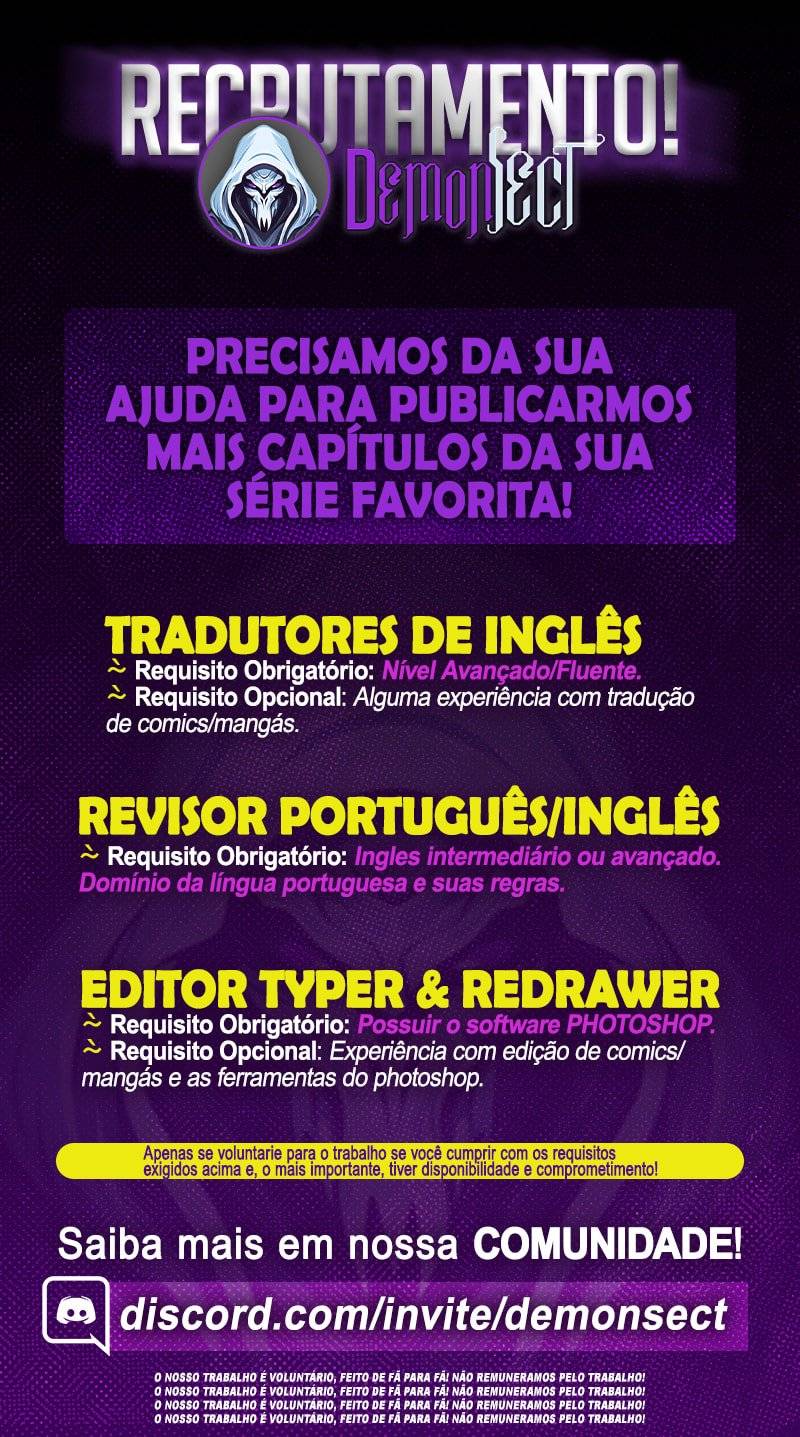 RECRUTAMENTO!
DEMONSECT
PRECISAMOS DA SUA
AJUDA PARA PUBLICARMOS
MAIS CAPÍTULOS DA SUA
SÉRIE FAVORITA!
TRADUTORES DE INGLÊS
~ Requisito Obrigatório: Nível Avançado/Fluente.
~ Requisito Opcional: Alguma experiência com tradução
de comics/mangás.
REVISOR PORTUGUÊS/INGLÊS
~ Requisito Obrigatório: Ingles intermediário ou avançado.
Domínio da língua portuguesa e suas regras.
EDITOR TYPER & REDRAWER
~ Requisito Obrigatório: Possuir o software PHOTOSHOP.
~ Requisito Opcional: Experiência com edição de comics/
mangás e as ferramentas do photoshop.
Apenas se voluntarie para o trabalho se você cumprir com os requisitos
exigidos acima e, o mais importante, tiver disponibilidade e comprometimento!
Saiba mais em nossa COMUNIDADE!
discord.com/invite/demonsect
O NOSSO TRABALHO É VOLUNTÁRIO, FEITO DE FÃ PARA FÃ! NÃO REMUNERAMOS PELO TRABALHO!
O NOSSO TRABALHO É VOLUNTÁRIO, FEITO DE FÃ PARA FÃ! NÃO REMUNERAMOS PELO TRABALHO!
O NOSSO TRABALHO É VOLUNTÁRIO, FEITO DE FÃ PARA FÃ! NÃO REMUNERAMOS PELO TRABALHO!
O NOSSO TRABALHO É VOLUNTÁRIO, FEITO DE FÃ PARA FÃ! NÃO REMUNERAMOS PELO TRABALHO!